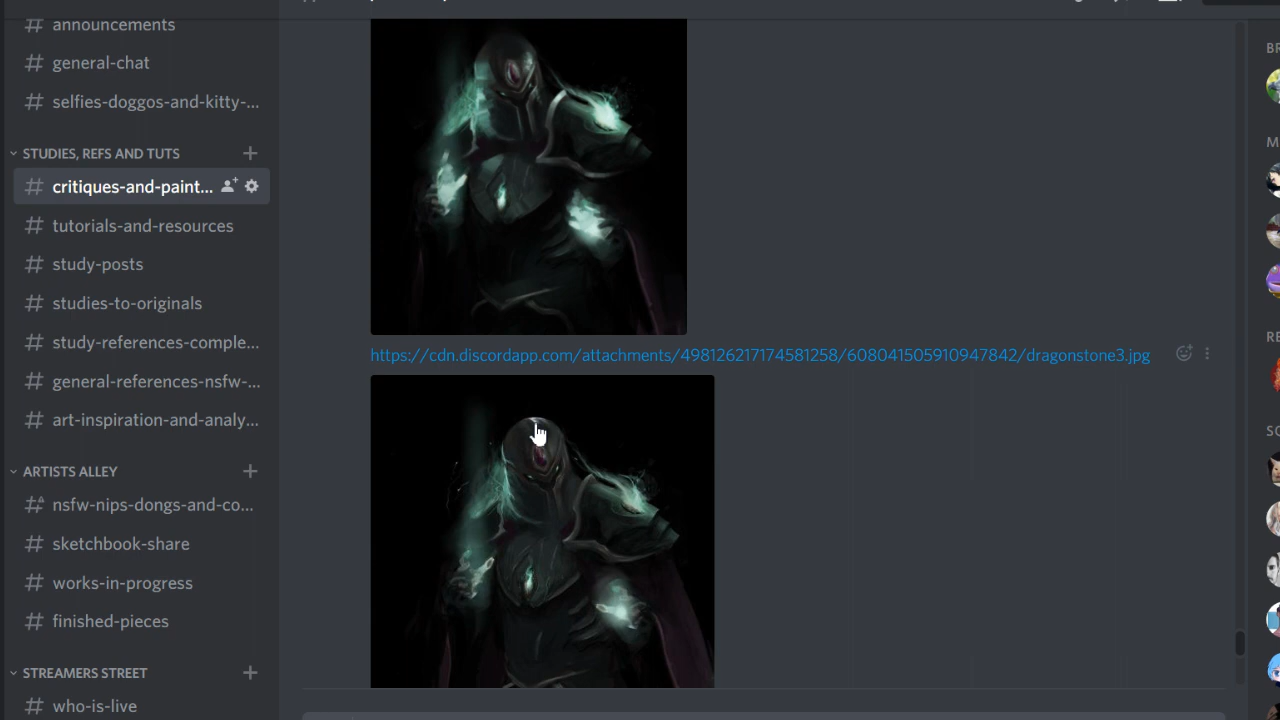 announcements
general-chat
selfies-doggos-and-kitty-...
STUDIES, REFS AND TUTS
critiques-and-paint...
tutorials-and-resources
study-posts
studies-to-originals
study-references-comple...
general-references-nsfw-...
art-inspiration-and-analy...
ARTISTS ALLEY
nsfw-nips-dongs-and-co...
sketchbook-share
works-in-progress
finished-pieces
STREAMERS STREET
who-is-live
https://cdn.discordapp.com/attachments/498126217174581258/608041505910947842/dragonstone3.jpg
BR
M
RE
SC